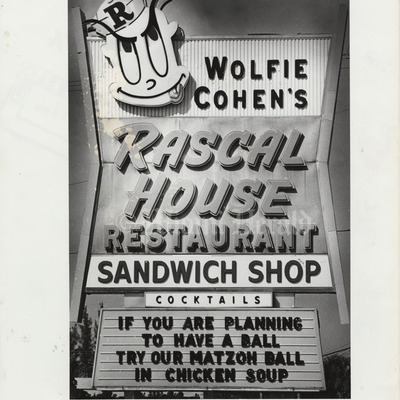 R
WOLFIE
COHEN'S
RASCAL
HOUSE
RESTAURANT
SANDWICH SHOP
COCKTAILS
IF YOU ARE PLANNING
TO HAVE A BALL
TRY OUR MATZOH BALL
IN CHICKEN SOUP